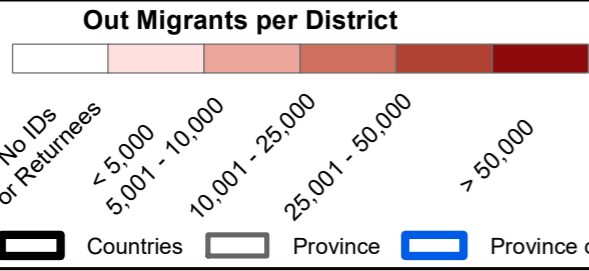 Out Migrants per District
No IDs
or Returnees
< 5,000
5,001 - 10,000
10,001 - 25,000
25,001 - 50,000
> 50,000
Countries
Province
Province